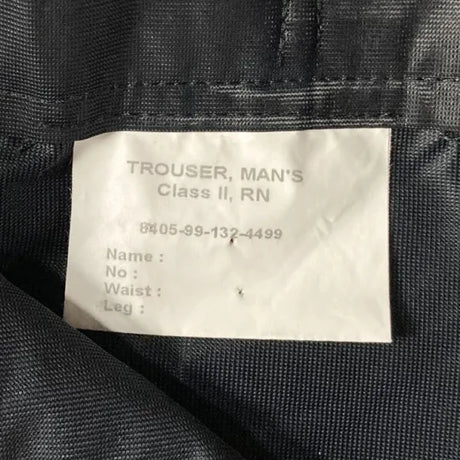 TROUSER, MAN'S
Class II, RN
8405-99-132-4499
Name :
No :
Waist :
Leg :